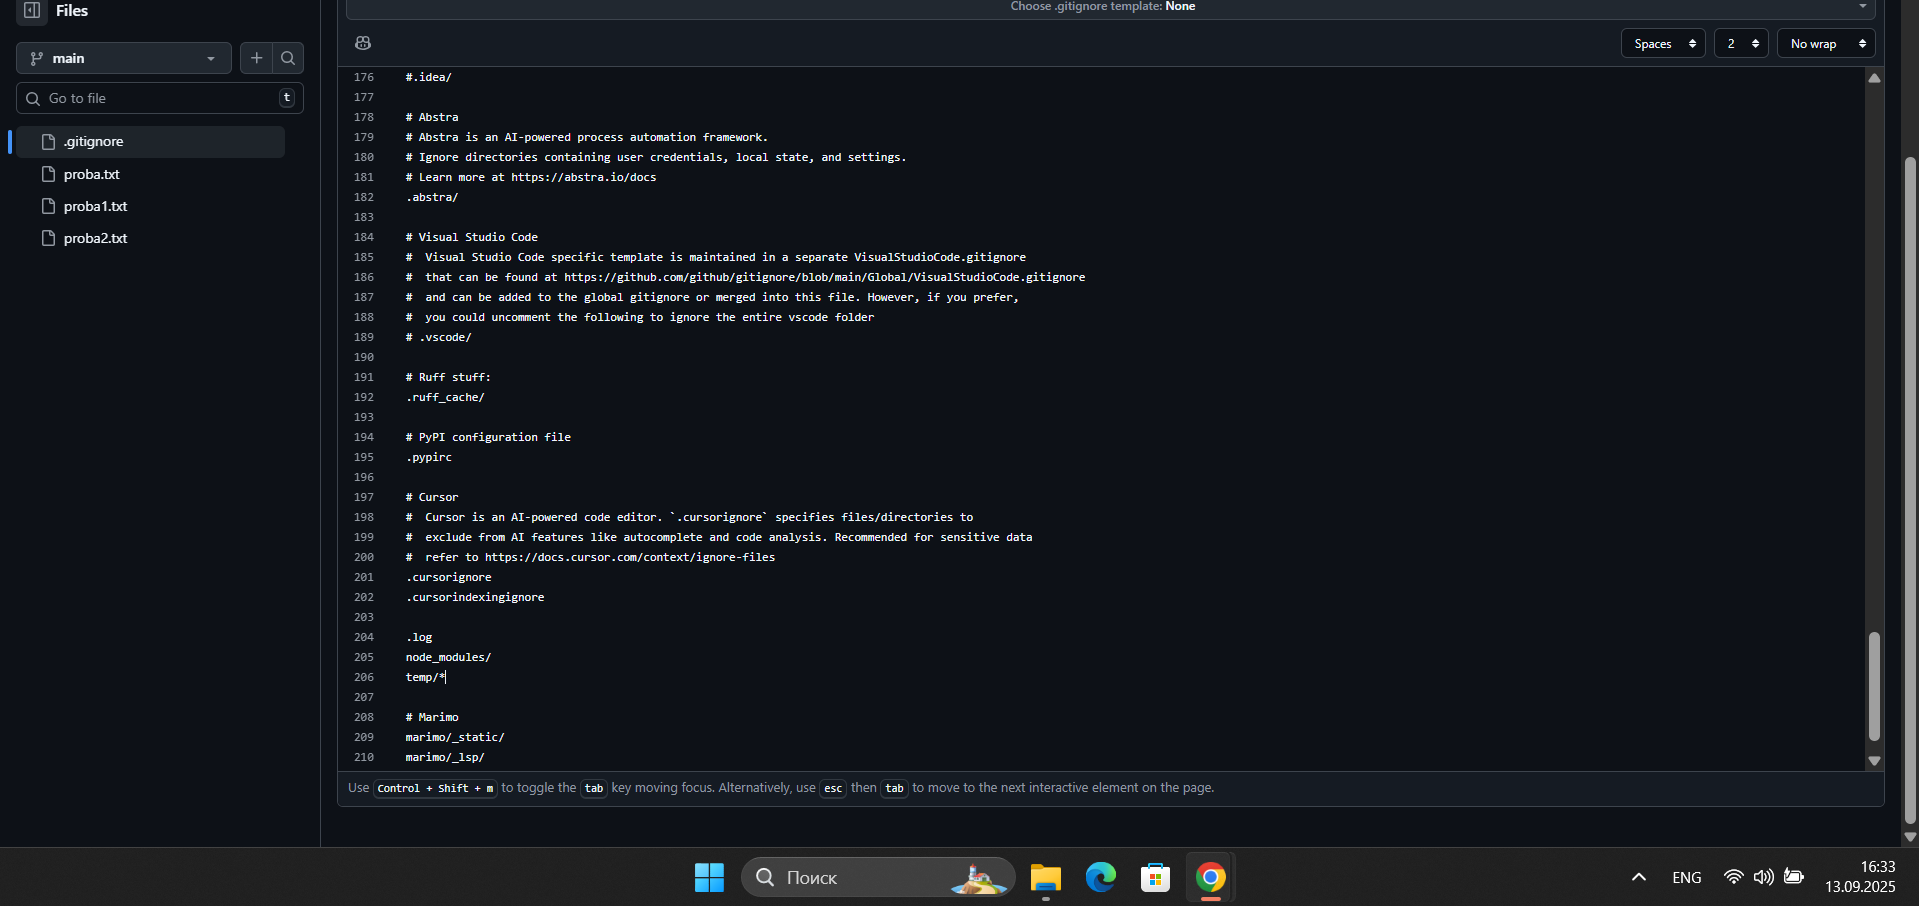 Files
Choose .gitignore template: None
main
Spaces
2
No wrap
Go to file
t
.gitignore
proba.txt
proba1.txt
proba2.txt
176 #.idea/
177
178 # Abstra
179 # Abstra is an AI-powered process automation framework.
180 # Ignore directories containing user credentials, local state, and settings.
181 # Learn more at https://abstra.io/docs
182 .abstra/
183
184 # Visual Studio Code
185 #  Visual Studio Code specific template is maintained in a separate VisualStudioCode.gitignore
186 #  that can be found at https://github.com/github/gitignore/blob/main/Global/VisualStudioCode.gitignore
187 #  and can be added to the global gitignore or merged into this file. However, if you prefer,
188 #  you could uncomment the following to ignore the entire vscode folder
189 # .vscode/
190
191 # Ruff stuff:
192 .ruff_cache/
193
194 # PyPI configuration file
195 .pypirc
196
197 # Cursor
198 #  Cursor is an AI-powered code editor. `.cursorignore` specifies files/directories to
199 #  exclude from AI features like autocomplete and code analysis. Recommended for sensitive data
200 #  refer to https://docs.cursor.com/context/ignore-files
201 .cursorignore
202 .cursorindexingignore
203
204 .log
205 node_modules/
206 temp/*
207
208 # Marimo
209 marimo/_static/
210 marimo/_lsp/
Use Control + Shift + m to toggle the tab key moving focus. Alternatively, use esc then tab to move to the next interactive element on the page.
Поиск
ENG
16:33
13.09.2025